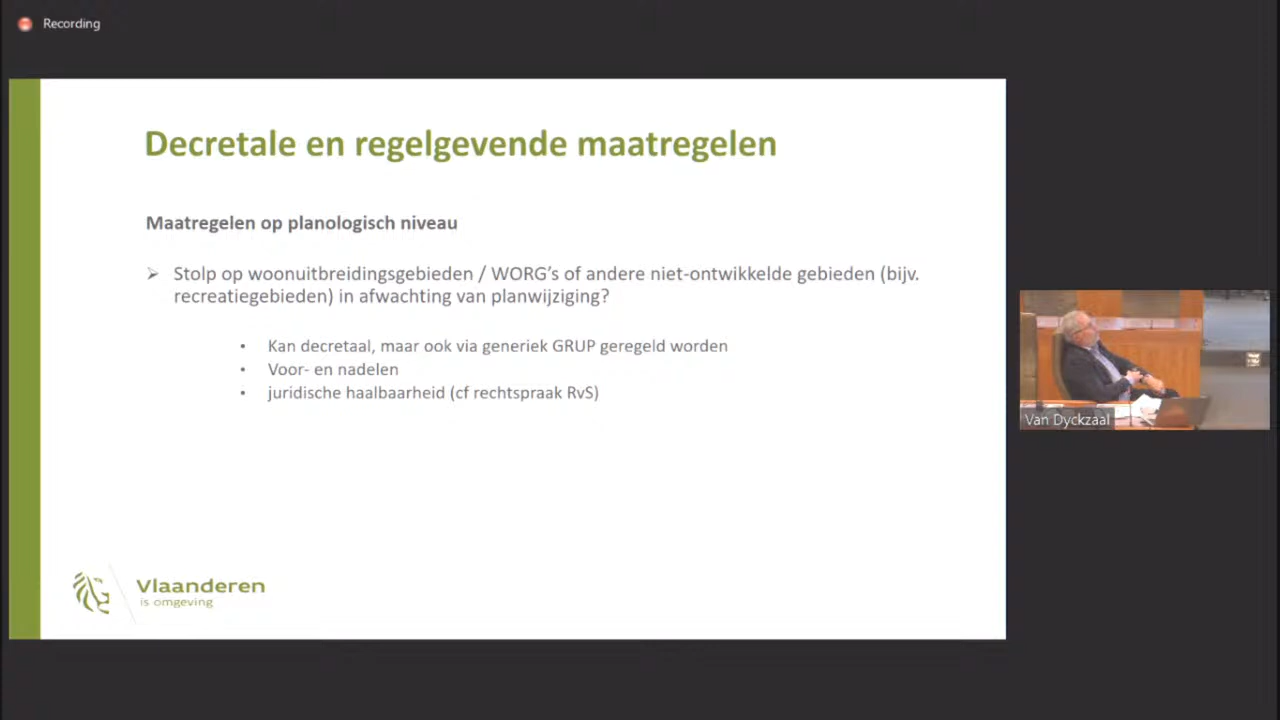 Recording
Decretale en regelgevende maatregelen
Maatregelen op planologisch niveau
➢ Stolp op woonuitbreidingsgebieden / WORG's of andere niet-ontwikkelde gebieden (bijv.
recreatiegebieden) in afwachting van planwijziging?
• Kan decretaal, maar ook via generiek GRUP geregeld worden
• Voor- en nadelen
• juridische haalbaarheid (cf rechtspraak RvS)
Van Dyckzaal
Vlaanderen
is omgeving